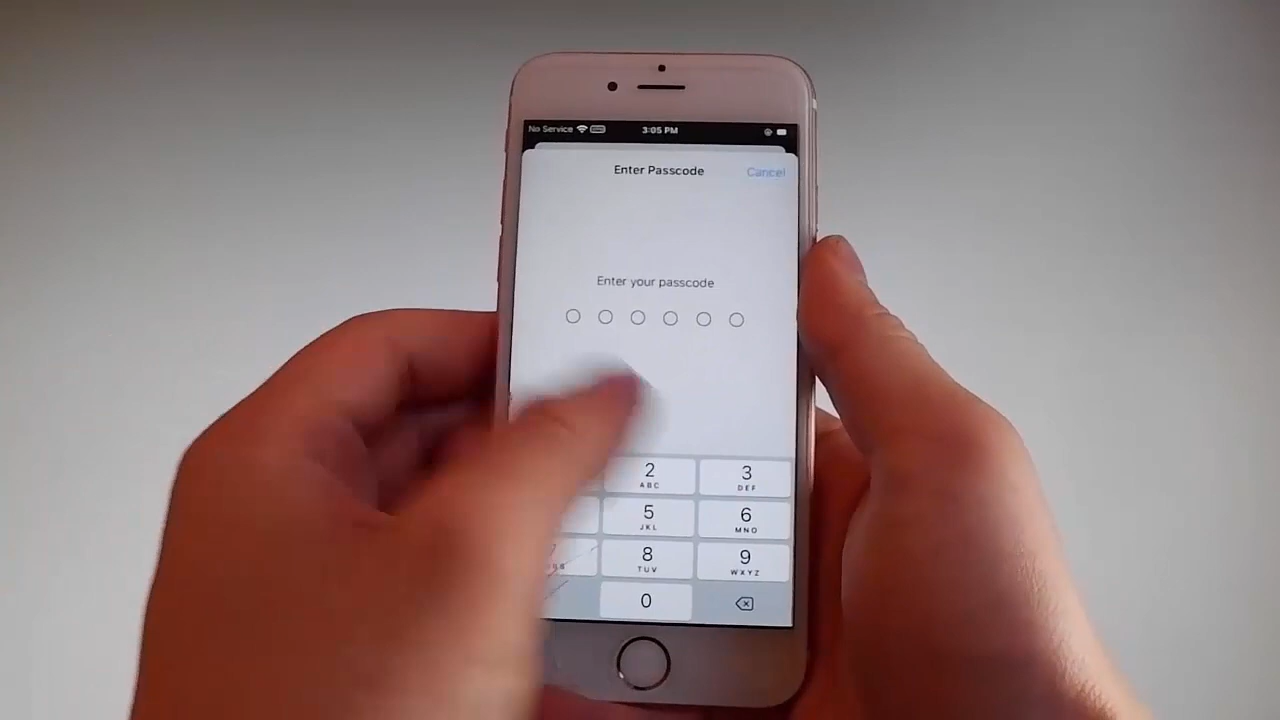 No Service 3:05 PM
Enter Passcode Cancel
Enter your passcode
2 3
ABC DEF
5 6
JKL MNO
8 9
TUV WXYZ
0